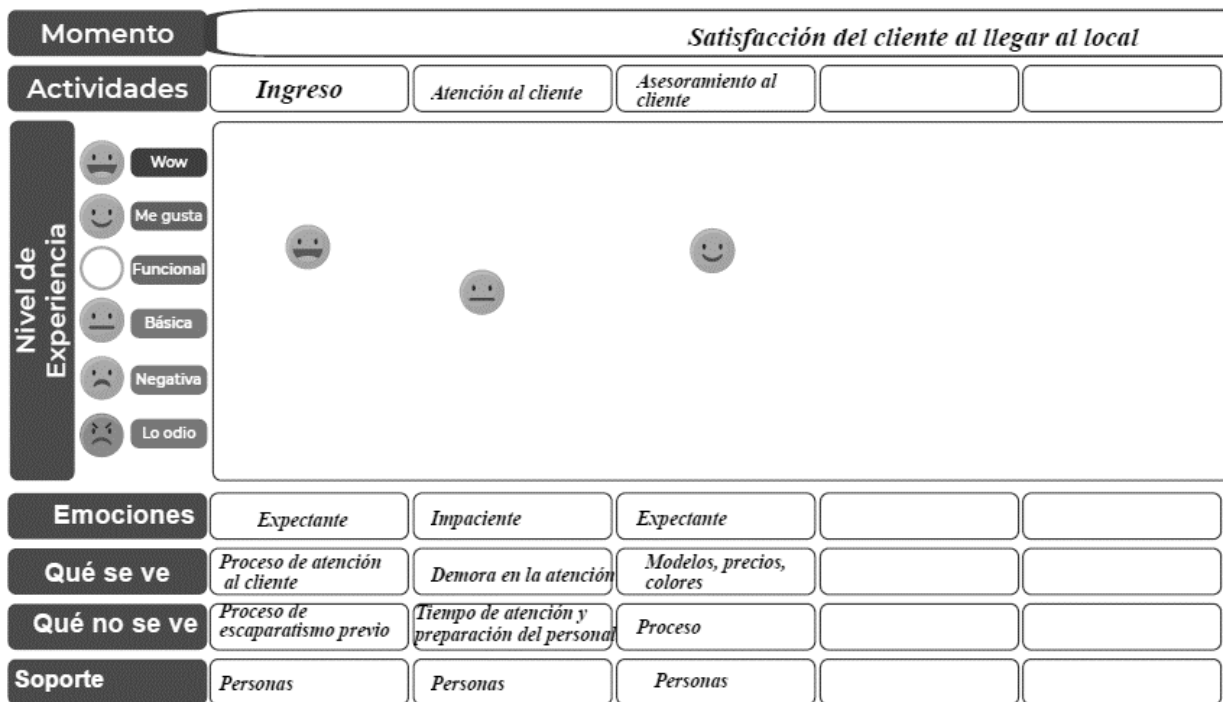 Momento
Satisfacción del cliente al llegar al local
Actividades
Ingreso
Atención al cliente
Asesoramiento al
cliente
Nivel de
Experiencia
Wow
Me gusta
Funcional
Básica
Negativa
Lo odio
Emociones
Expectante
Impaciente
Expectante
Qué se ve
Proceso de atención
al cliente
Demora en la atención
Modelos, precios,
colores
Qué no se ve
Proceso de
escaparatismo previo
Tiempo de atención y
preparación del personal
Proceso
Soporte
Personas
Personas
Personas